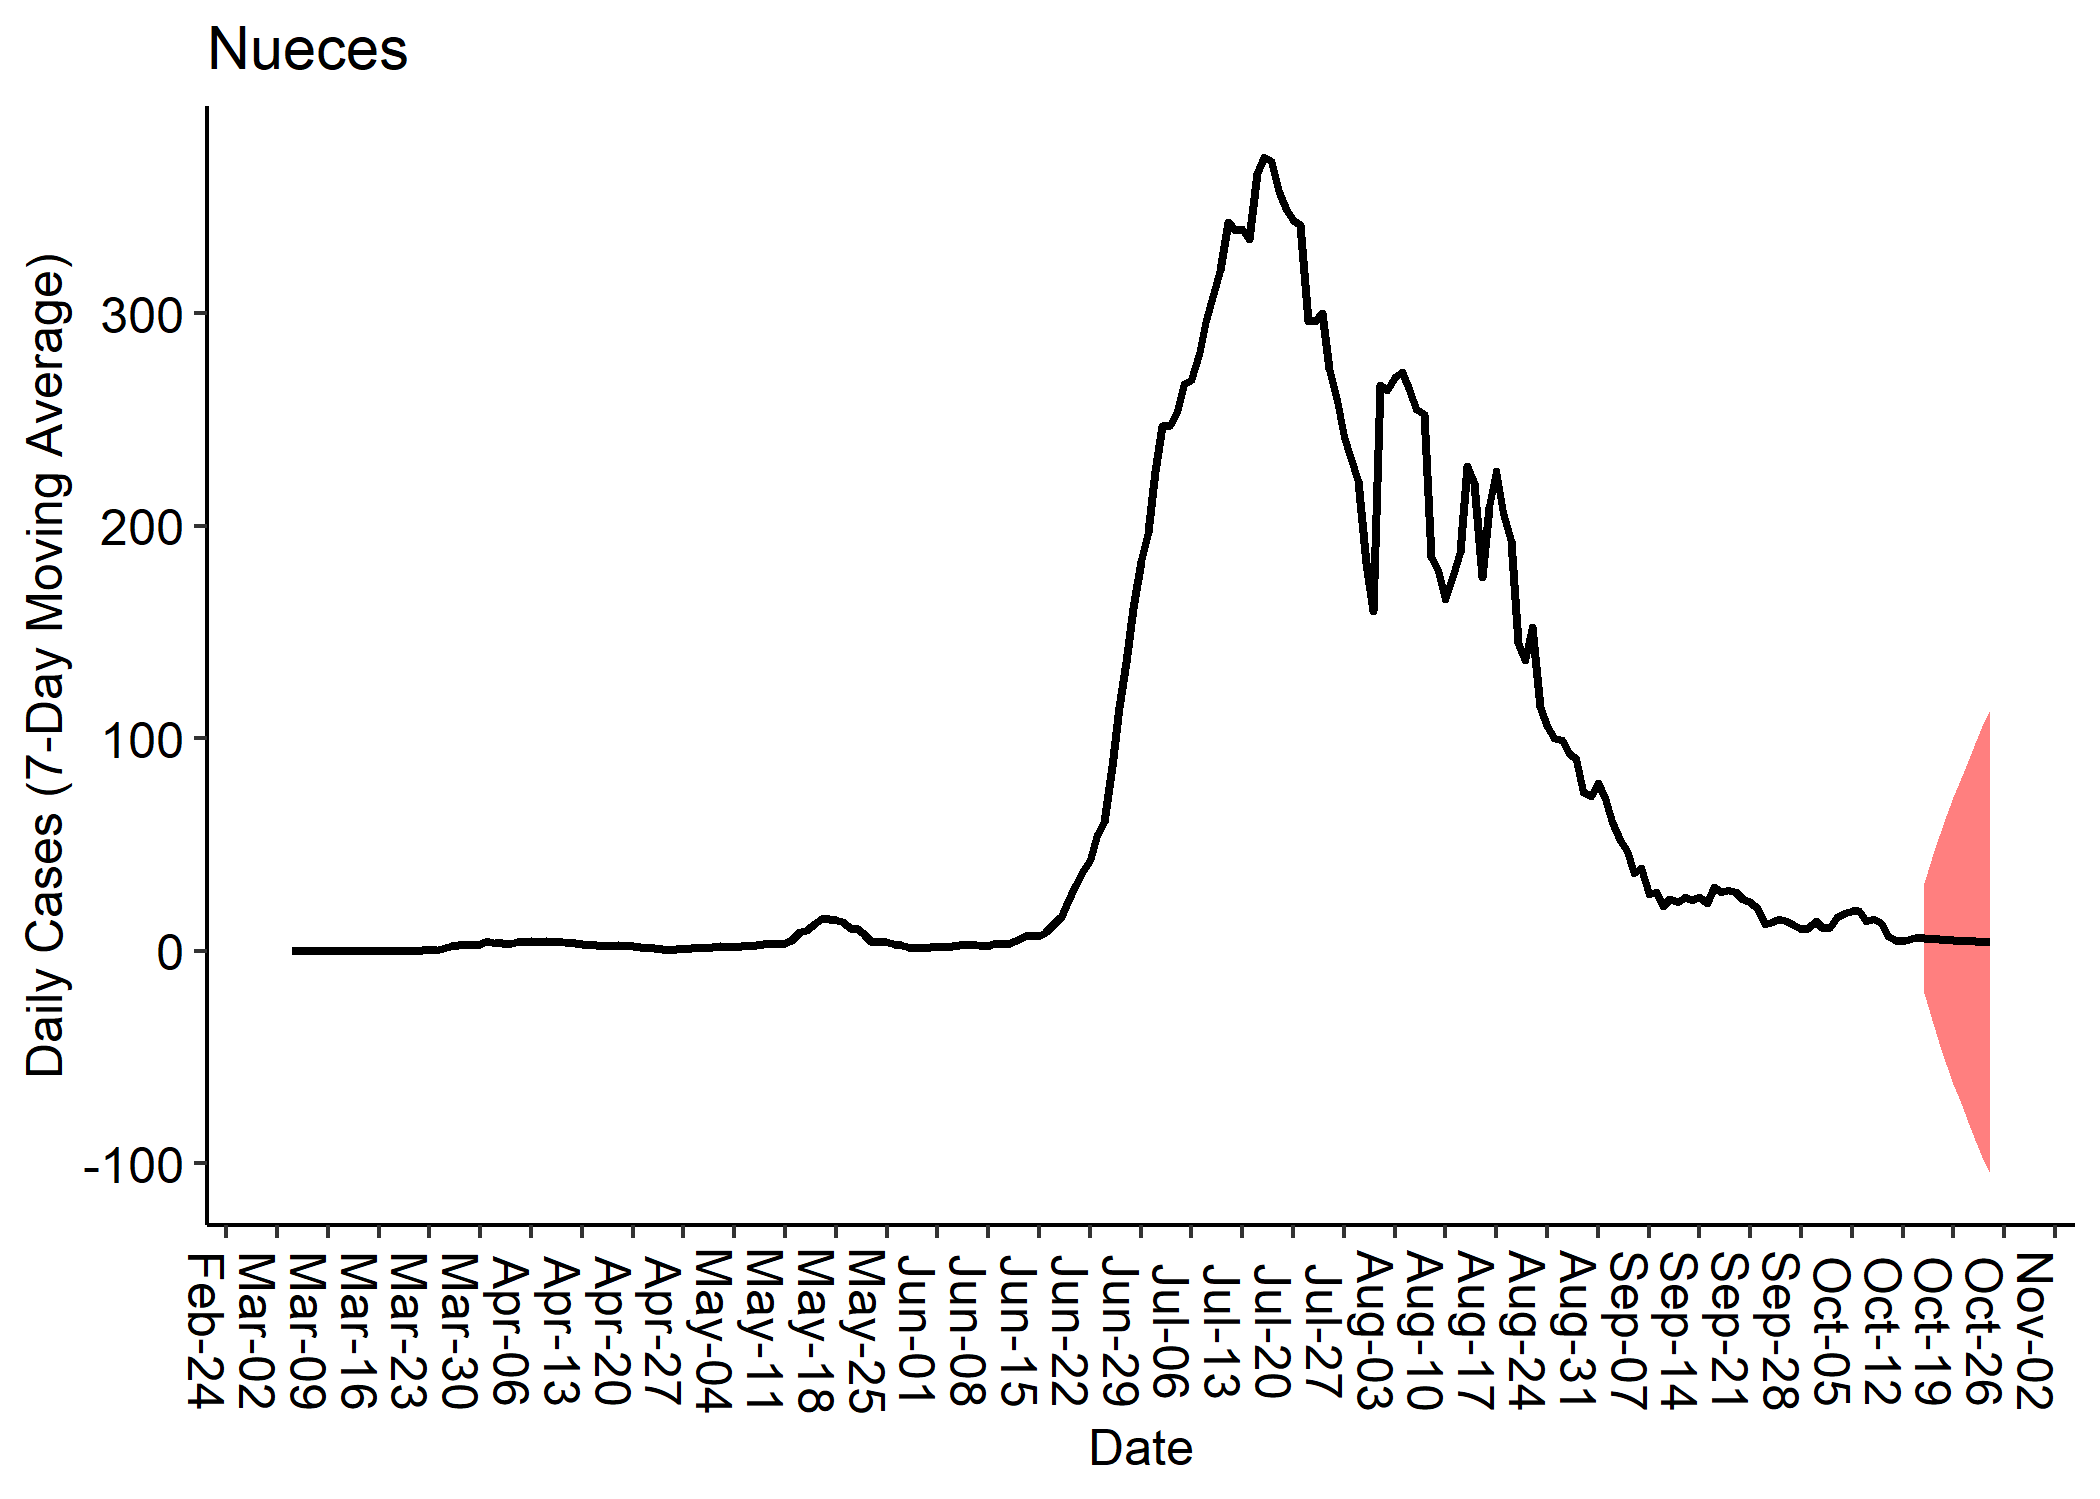 Nueces
Daily Cases (7-Day Moving Average)
300
200
100
0
-100
Feb-24
Mar-02
Mar-09
Mar-16
Mar-23
Mar-30
Apr-06
Apr-13
Apr-20
Apr-27
May-04
May-11
May-18
May-25
Jun-01
Jun-08
Jun-15
Jun-22
Jun-29
Jul-06
Jul-13
Jul-20
Jul-27
Aug-03
Aug-10
Aug-17
Aug-24
Aug-31
Sep-07
Sep-14
Sep-21
Sep-28
Oct-05
Oct-12
Oct-19
Oct-26
Nov-02
Date